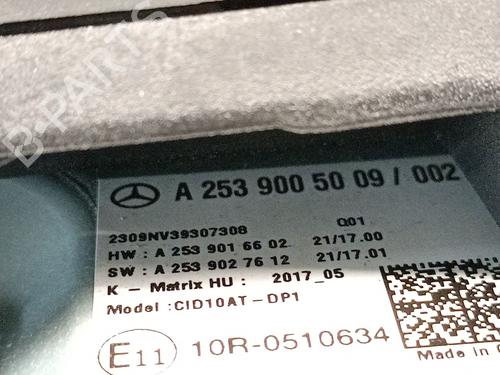 B-PARTS
A 253 900 50 09 / 002
2309NV39307308 Q01
HW : A 253 901 66 02 21/17.00
SW : A 253 902 76 12 21/17.01
K - Matrix HU : 2017_05
Model :CID10AT-DP1
E11 10R-0510634
Made in